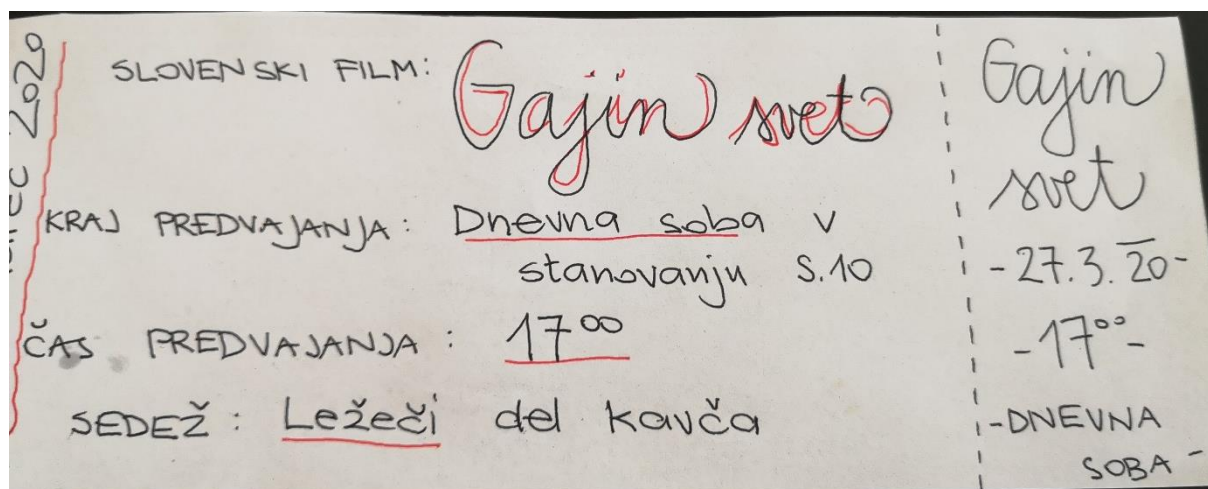 2020
SLOVENSKI FILM: Gajin svet
KRAJ PREDVAJANJA: Dnevna soba v
stanovanju S.10
ČAS PREDVAJANJA: 17⁰⁰
SEDEŽ: Ležeči del kavča
Gajin
svet
-27.3.20-
-17⁰⁰-
-DNEVNA
SOBA-